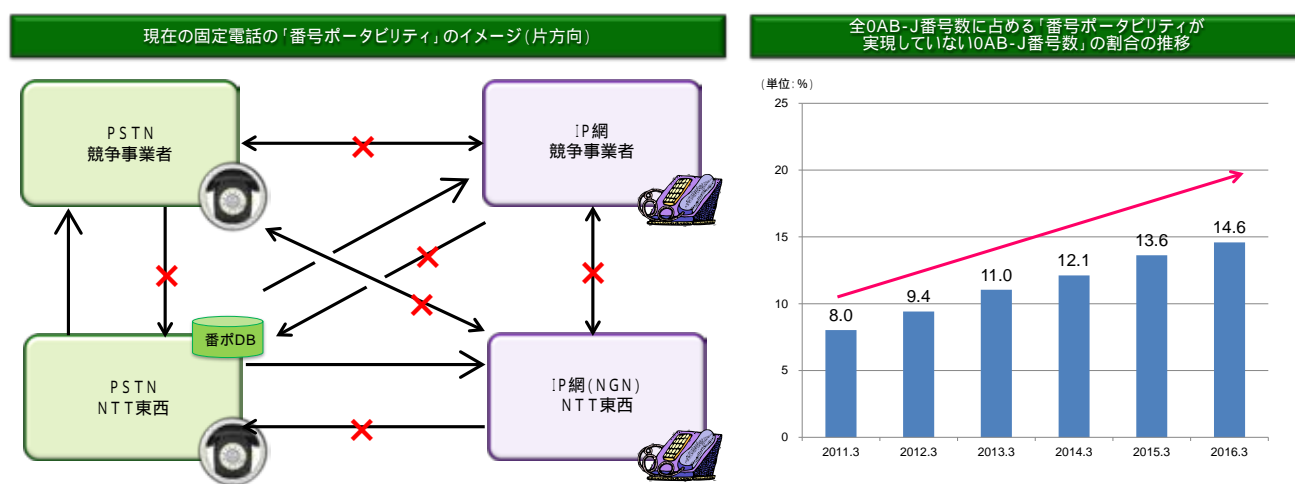 現在の固定電話の「番号ポータビリティ」のイメージ(片方向)
PSTN
競争事業者
IP網
競争事業者
番ポDB
PSTN
NTT東西
IP網(NGN)
NTT東西
全0AB-J番号数に占める「番号ポータビリティが
実現していない0AB-J番号数」の割合の推移
(単位:%)
25
20
15
10
5
0
8.0
9.4
11.0
12.1
13.6
14.6
2011.3
2012.3
2013.3
2014.3
2015.3
2016.3